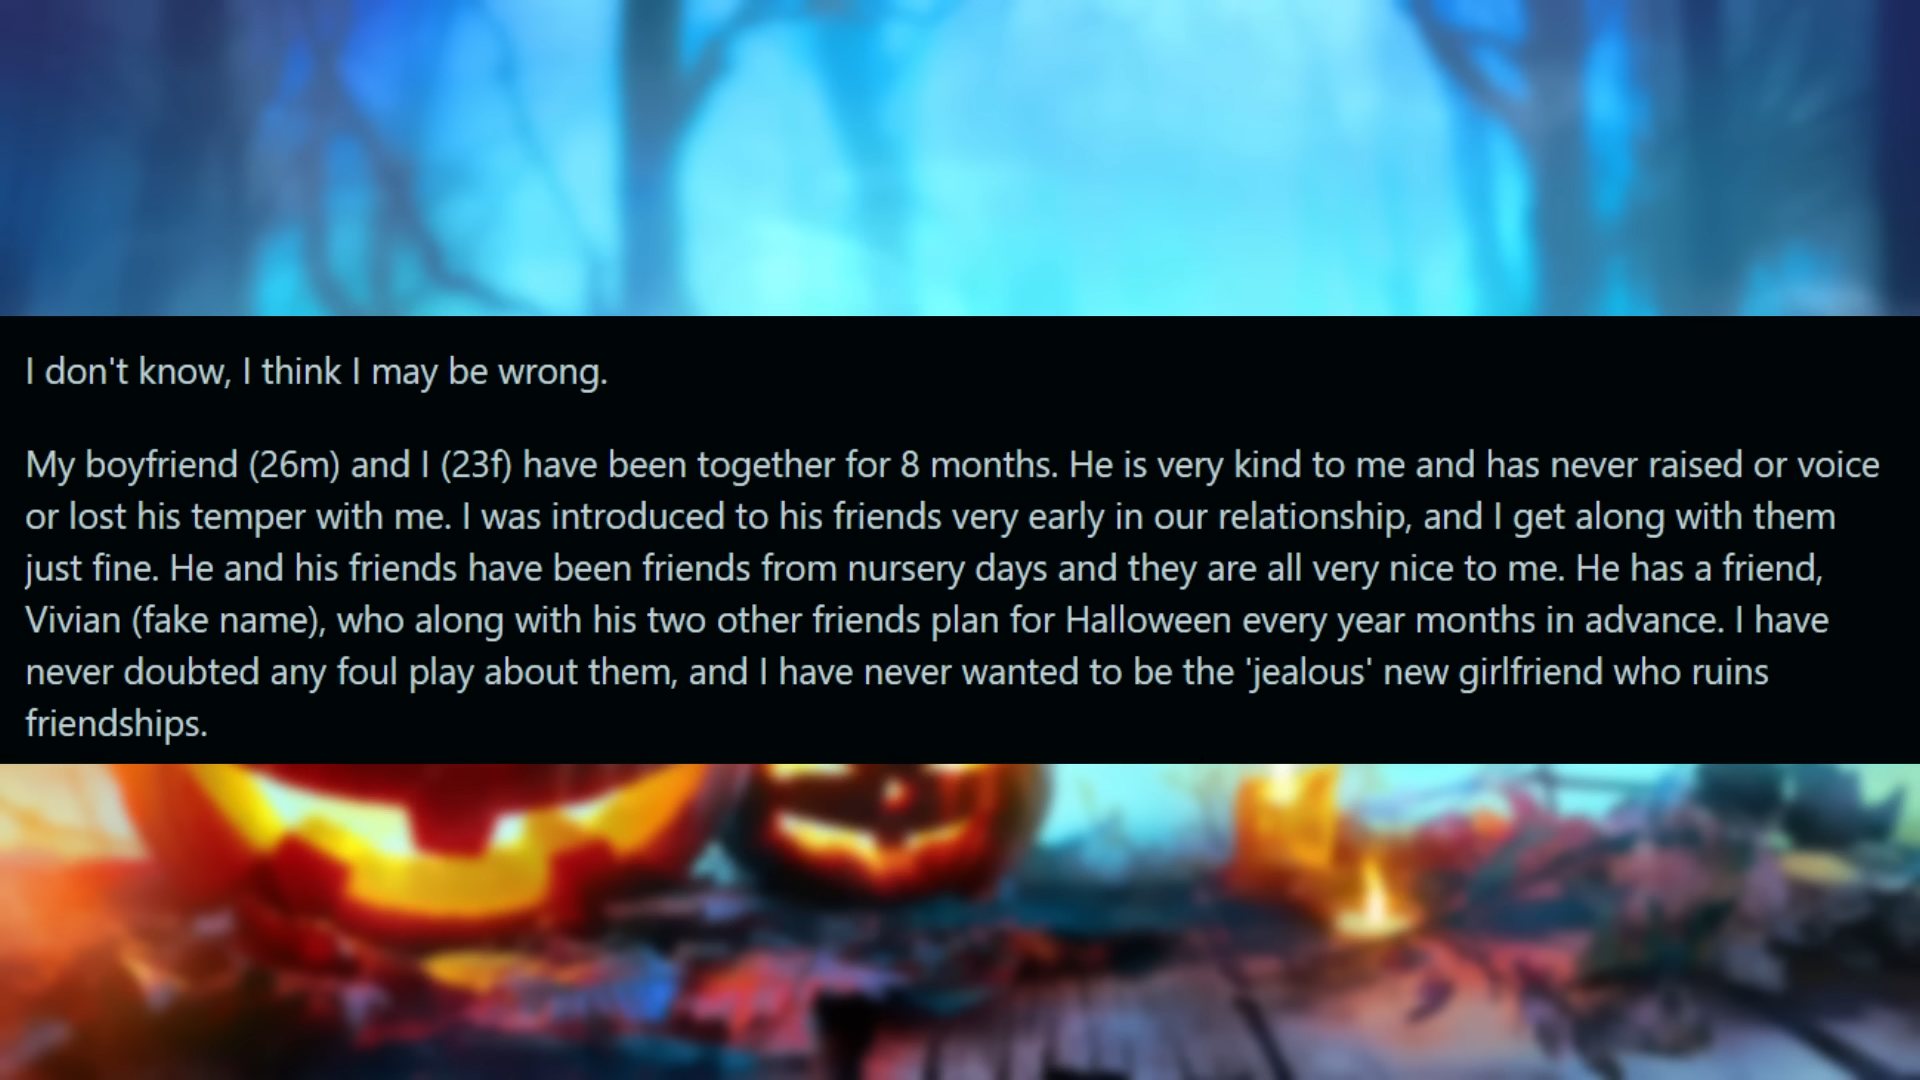 I don't know, I think I may be wrong.
My boyfriend (26m) and I (23f) have been together for 8 months. He is very kind to me and has never raised or voice
or lost his temper with me. I was introduced to his friends very early in our relationship, and I get along with them
just fine. He and his friends have been friends from nursery days and they are all very nice to me. He has a friend,
Vivian (fake name), who along with his two other friends plan for Halloween every year months in advance. I have
never doubted any foul play about them, and I have never wanted to be the 'jealous' new girlfriend who ruins
friendships.